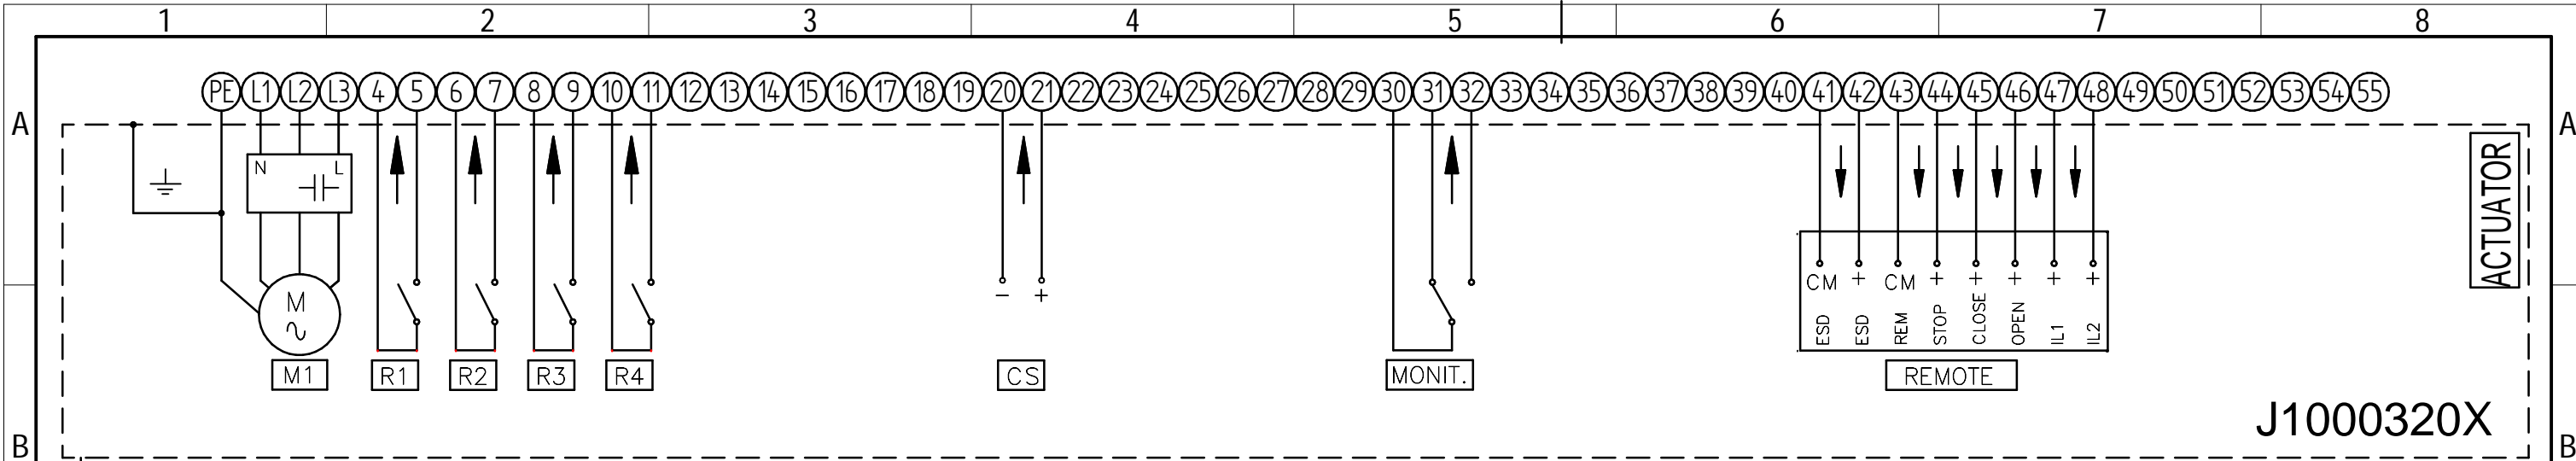 1 2 3 4 5 6 7 8
PE L1 L2 L3 4 5 6 7 8 9 10 11 12 13 14 15 16 17 18 19 20 21 22 23 24 25 26 27 28 29 30 31 32 33 34 35 36 37 38 39 40 41 42 43 44 45 46 47 48 49 50 51 52 53 54 55
A A
N L
ACTUATOR
CM + CM + + + + +
- +
M
ESD ESD REM STOP CLOSE OPEN IL1 IL2
M1 R1 R2 R3 R4 CS MONIT. REMOTE
J1000320X
B B